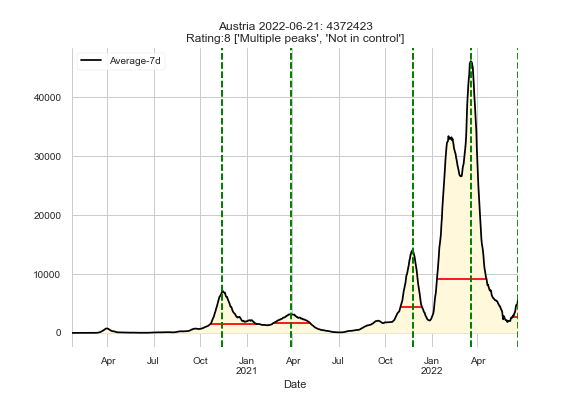 Austria 2022-06-21: 4372423
Rating:8 ['Multiple peaks', 'Not in control']
Average-7d
40000
30000
20000
10000
0
Apr Jul Oct Jan Apr Jul Oct Jan Apr
2021 2022
Date